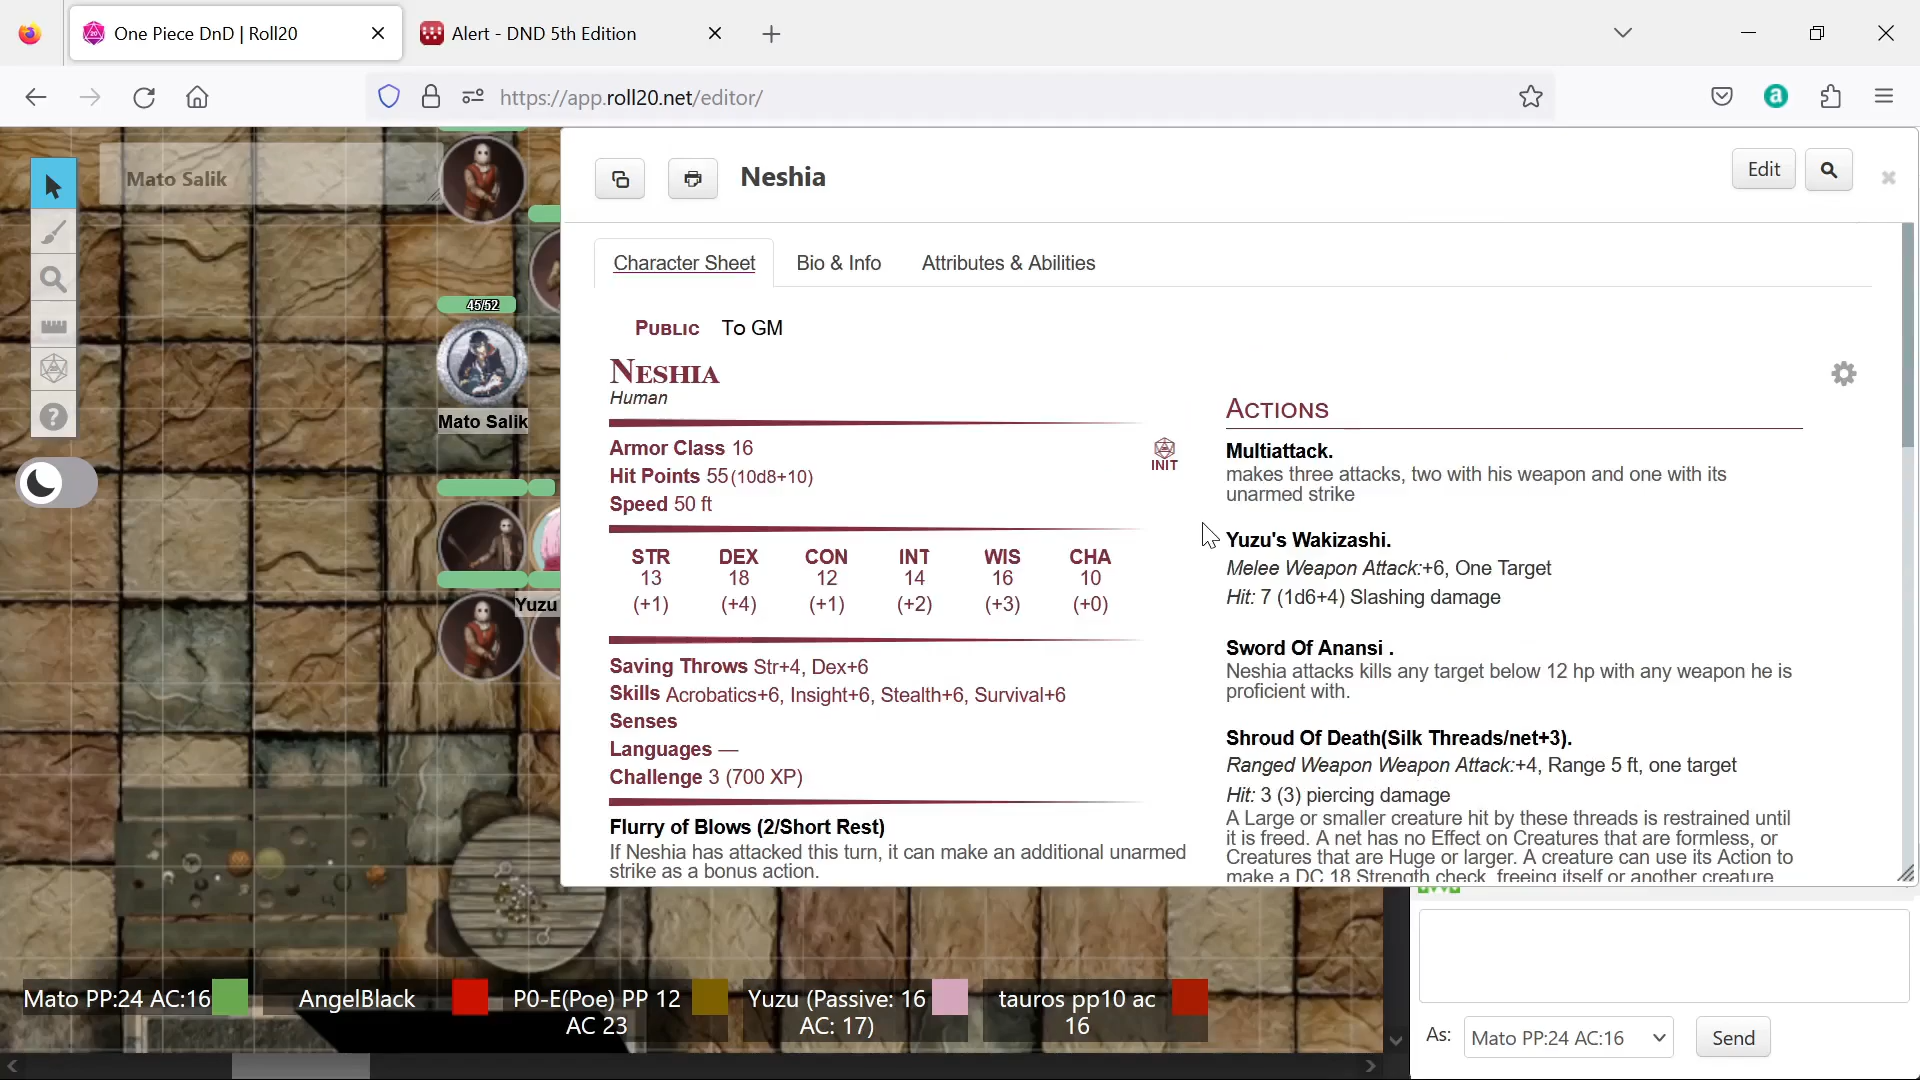 One Piece DnD | Roll20
Alert - DND 5th Edition
https://app.roll20.net/editor/
Mato Salik
45/52
Mato Salik
Yuzu
Neshia
Edit
Character Sheet
Bio & Info
Attributes & Abilities
PUBLIC To GM
NESHIA
Human
Armor Class 16
Hit Points 55(10d8+10)
Speed 50 ft
INIT
STR DEX CON INT WIS CHA
13 18 12 14 16 10
(+1) (+4) (+1) (+2) (+3) (+0)
Saving Throws Str+4, Dex+6
Skills Acrobatics+6, Insight+6, Stealth+6, Survival+6
Senses
Languages —
Challenge 3 (700 XP)
Flurry of Blows (2/Short Rest)
If Neshia has attacked this turn, it can make an additional unarmed
strike as a bonus action.
ACTIONS
Multiattack.
makes three attacks, two with his weapon and one with its
unarmed strike
Yuzu's Wakizashi.
Melee Weapon Attack:+6, One Target
Hit: 7 (1d6+4) Slashing damage
Sword Of Anansi .
Neshia attacks kills any target below 12 hp with any weapon he is
proficient with.
Shroud Of Death(Silk Threads/net+3).
Ranged Weapon Weapon Attack:+4, Range 5 ft, one target
Hit: 3 (3) piercing damage
A Large or smaller creature hit by these threads is restrained until
it is freed. A net has no Effect on Creatures that are formless, or
Creatures that are Huge or larger. A creature can use its Action to
make a DC 18 Strength check, freeing itself or another creature
Mato PP:24 AC:16
AngelBlack
P0-E(Poe) PP 12
AC 23
Yuzu (Passive: 16
AC: 17)
tauros pp10 ac
16
As: Mato PP:24 AC:16
Send